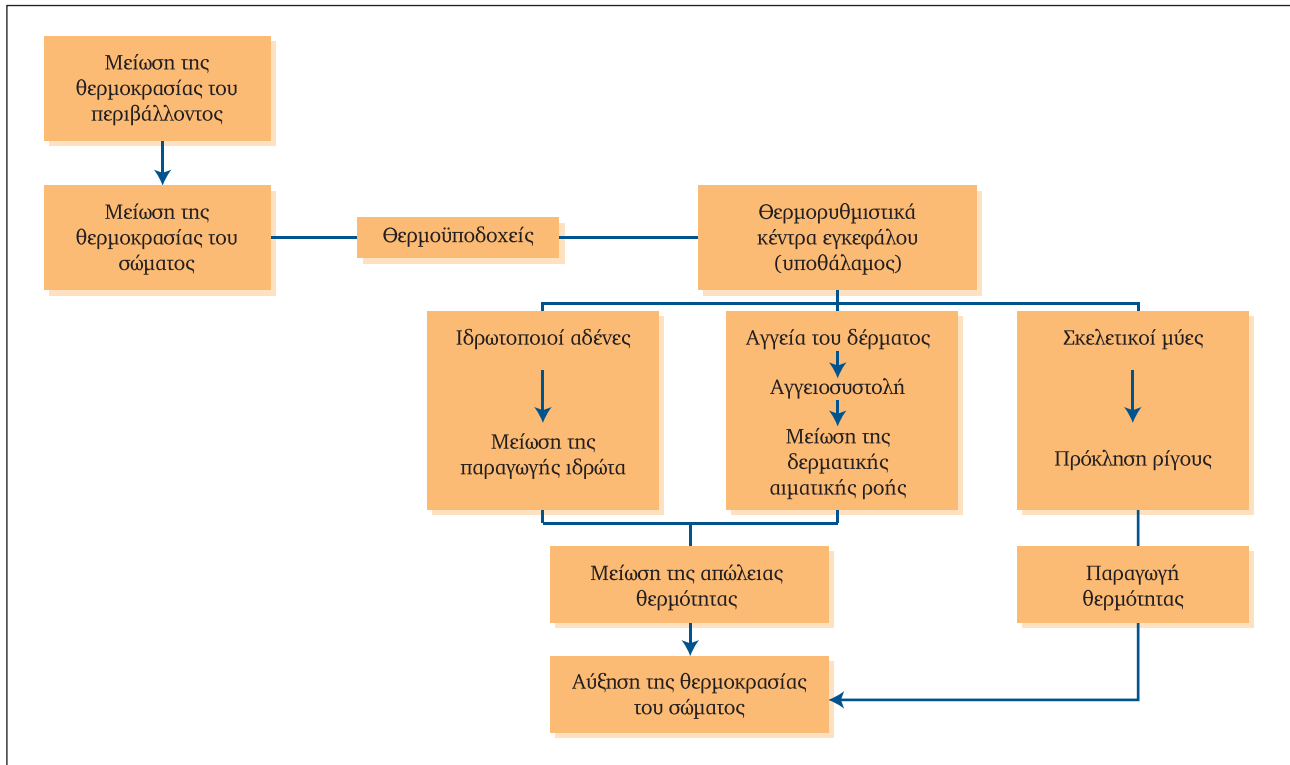 Μείωση της
θερμοκρασίας του
περιβάλλοντος
Μείωση της
θερμοκρασίας του
σώματος
Θερμοϋποδοχείς
Θερμορυθμιστικά
κέντρα εγκεφάλου
(υποθάλαμος)
Ιδρωτοποιοί αδένες
Μείωση της
παραγωγής ιδρώτα
Αγγεία του δέρματος
Αγγειοσυστολή
Μείωση της
δερματικής
αιματικής ροής
Σκελετικοί μύες
Πρόκληση ρίγους
Μείωση της απώλειας
θερμότητας
Παραγωγή
θερμότητας
Αύξηση της θερμοκρασίας
του σώματος